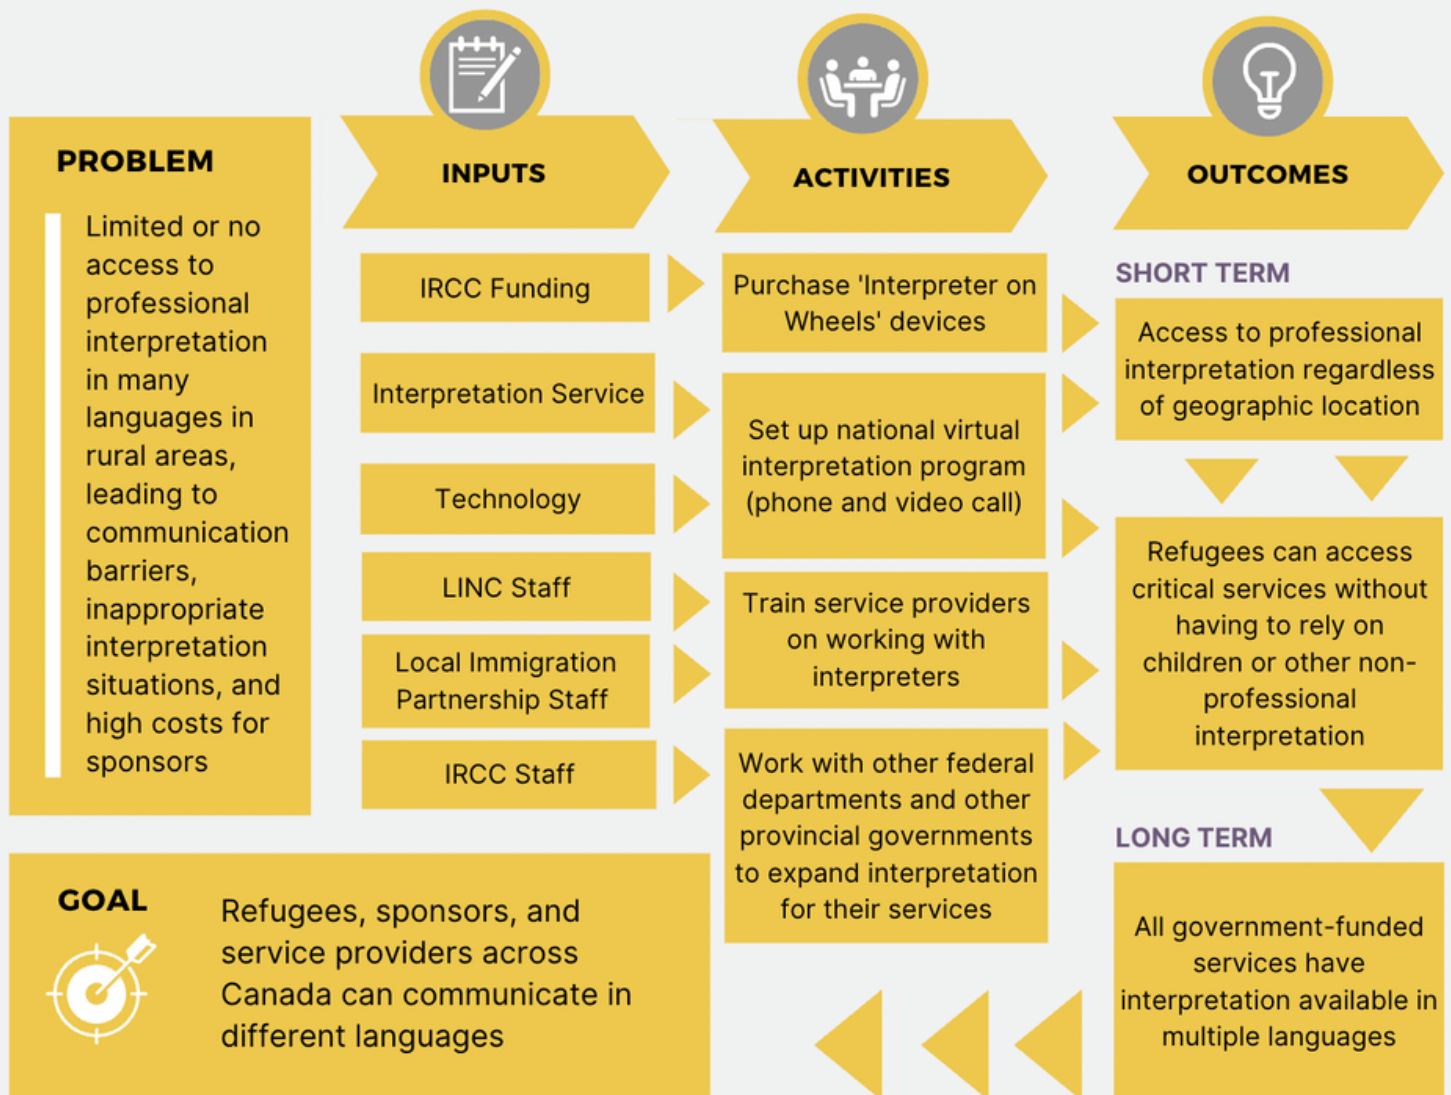 PROBLEM
Limited or no
access to
professional
interpretation
in many
languages in
rural areas,
leading to
communication
barriers,
inappropriate
interpretation
situations, and
high costs for
sponsors
INPUTS
IRCC Funding
Interpretation Service
Technology
LINC Staff
Local Immigration
Partnership Staff
IRCC Staff
ACTIVITIES
Purchase 'Interpreter on
Wheels' devices
Set up national virtual
interpretation program
(phone and video call)
Train service providers
on working with
interpreters
Work with other federal
departments and other
provincial governments
to expand interpretation
for their services
OUTCOMES
SHORT TERM
Access to professional
interpretation regardless
of geographic location
Refugees can access
critical services without
having to rely on
children or other non-
professional
interpretation
LONG TERM
All government-funded
services have
interpretation available in
multiple languages
GOAL
Refugees, sponsors, and
service providers across
Canada can communicate in
different languages